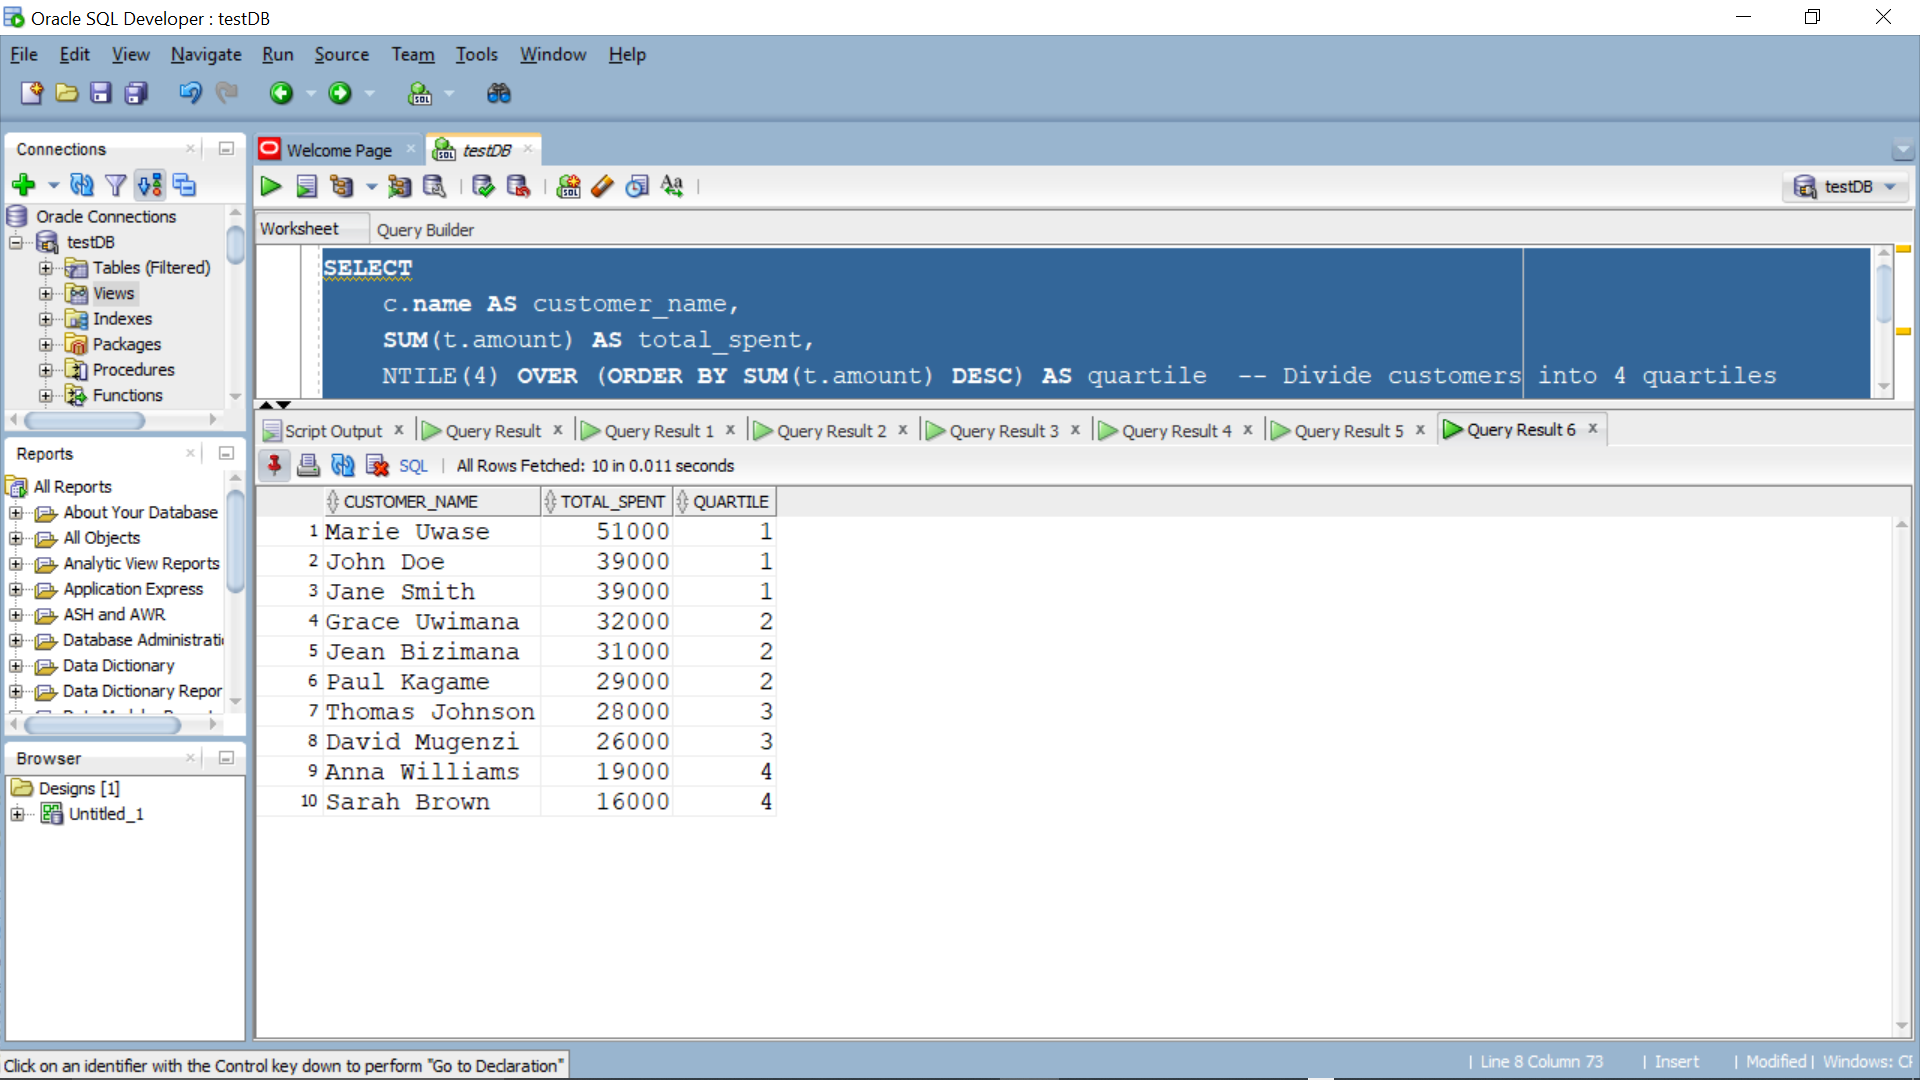 Oracle SQL Developer : testDB
File Edit View Navigate Run Source Team Tools Window Help
Connections
Oracle Connections
testDB
Tables (Filtered)
Views
Indexes
Packages
Procedures
Functions
Reports
All Reports
About Your Database
All Objects
Analytic View Reports
Application Express
ASH and AWR
Database Administrati
Data Dictionary
Data Dictionary Repor
Browser
Designs [1]
Untitled_1
Welcome Page testDB
testDB
Worksheet Query Builder
SELECT
c.name AS customer_name,
SUM(t.amount) AS total_spent,
NTILE(4) OVER (ORDER BY SUM(t.amount) DESC) AS quartile -- Divide customers into 4 quartiles
Script Output x Query Result x Query Result 1 x Query Result 2 x Query Result 3 x Query Result 4 x Query Result 5 x Query Result 6 x
SQL | All Rows Fetched: 10 in 0.011 seconds
CUSTOMER_NAME TOTAL_SPENT QUARTILE
1 Marie Uwase 51000 1
2 John Doe 39000 1
3 Jane Smith 39000 1
4 Grace Uwimana 32000 2
5 Jean Bizimana 31000 2
6 Paul Kagame 29000 2
7 Thomas Johnson 28000 3
8 David Mugenzi 26000 3
9 Anna Williams 19000 4
10 Sarah Brown 16000 4
Click on an identifier with the Control key down to perform "Go to Declaration"
| Line 8 Column 73 | Insert | Modified | Windows: CF